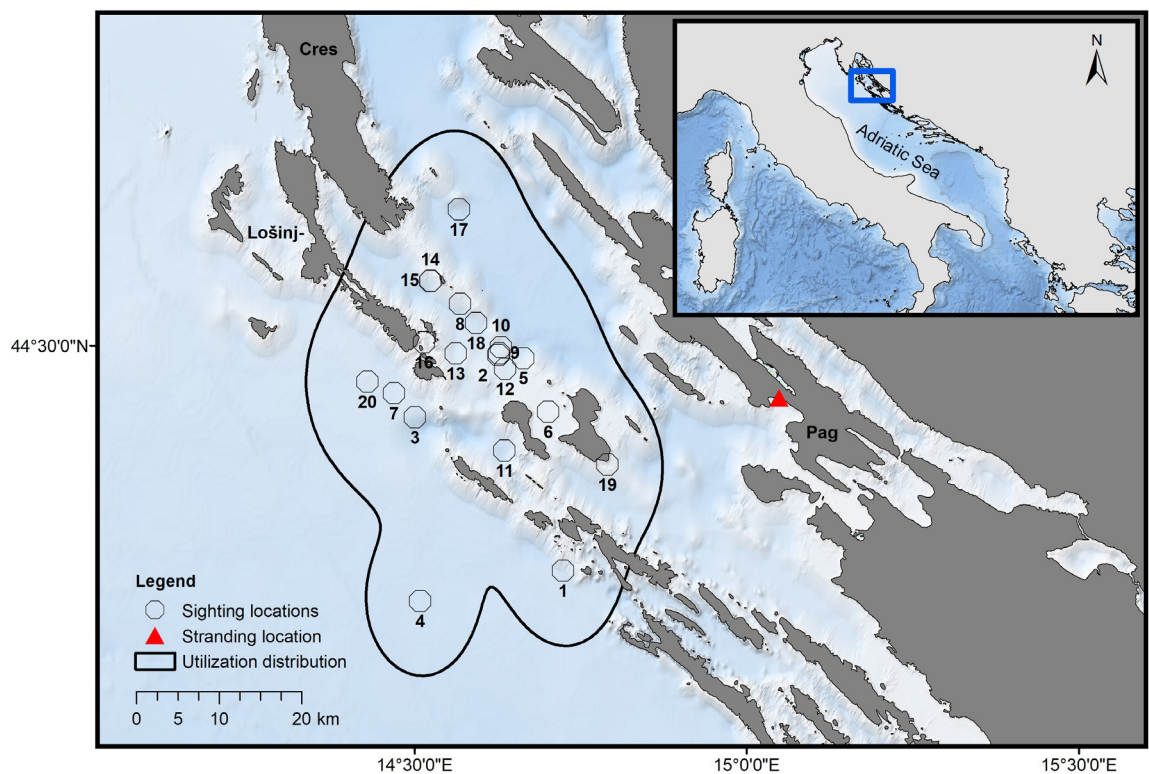 Cres
N
Adriatic Sea
17
Lošinj-
14
15
8
10
18
9
44°30'0"N
16
13
2
5
12
20
7
3
6
Pag
11
19
1
4
Legend
Sighting locations
Stranding location
Utilization distribution
0 5 10 20 km
14°30'0"E 15°0'0"E 15°30'0"E